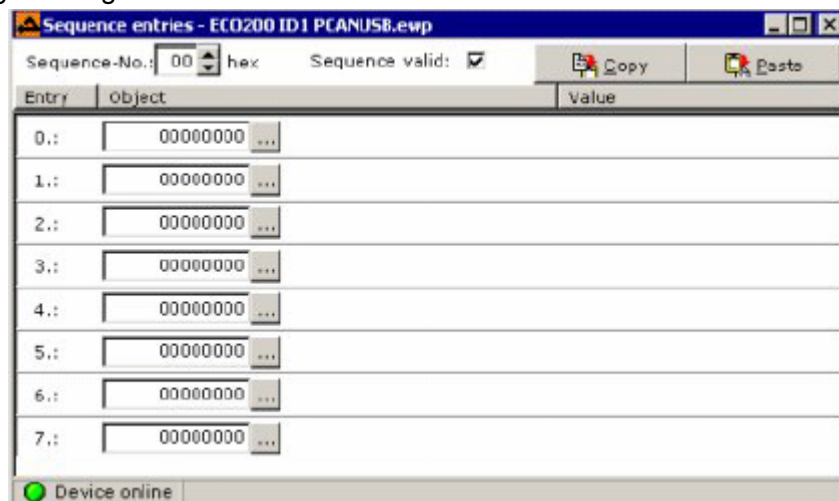 Sequence entries - ECO200 ID1 PCANUSB.ewp
Sequence-No.: 00 hex Sequence valid: Copy Paste
Entry Object Value
0.: 00000000 ...
1.: 00000000 ...
2.: 00000000 ...
3.: 00000000 ...
4.: 00000000 ...
5.: 00000000 ...
6.: 00000000 ...
7.: 00000000 ...
Device online